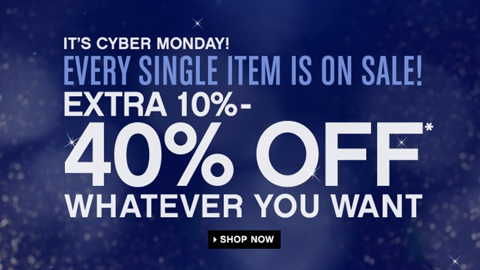 IT'S CYBER MONDAY!
EVERY SINGLE ITEM IS ON SALE!
EXTRA 10%-
40% OFF*
WHATEVER YOU WANT
SHOP NOW